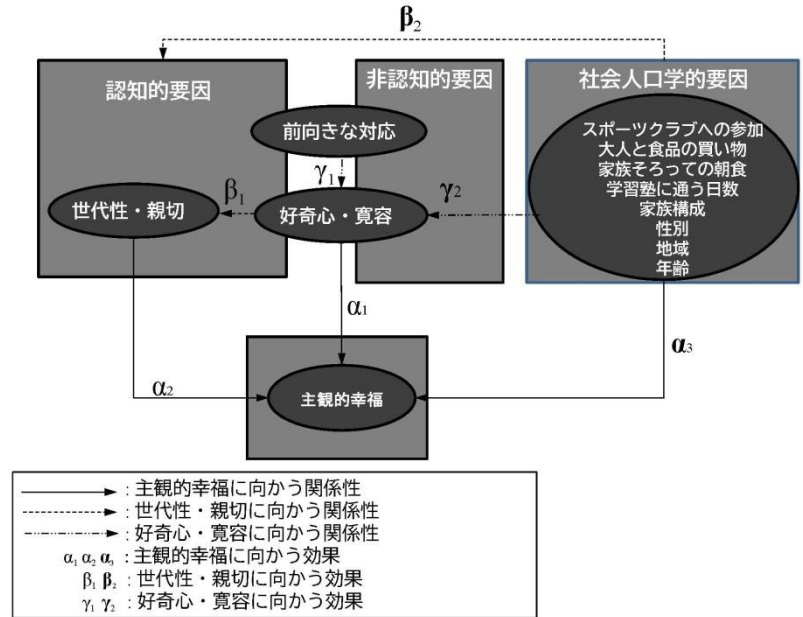 β₂
認知的要因
非認知的要因
社会人口学的要因
前向きな対応
スポーツクラブへの参加
大人と食品の買い物
家族そろっての朝食
学習塾に通う日数
家族構成
性別
地域
年齢
γ₁
β₁
γ₂
世代性・親切
好奇心・寛容
α₁
α₃
α₂
主観的幸福
: 主観的幸福に向かう関係性
: 世代性・親切に向かう関係性
: 好奇心・寛容に向かう関係性
α₁ α₂ α₃ : 主観的幸福に向かう効果
β₁ β₂ : 世代性・親切に向かう効果
γ₁ γ₂ : 好奇心・寛容に向かう効果